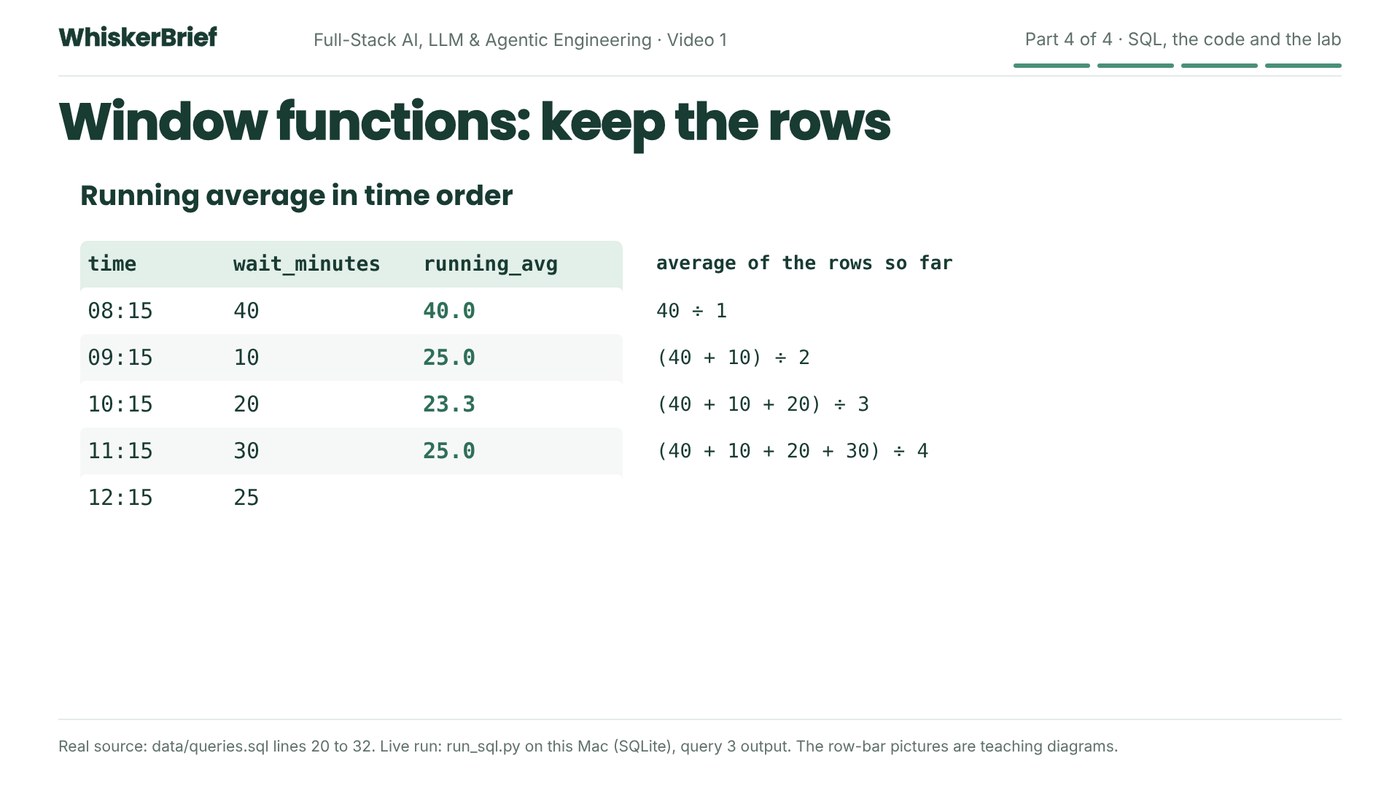 WhiskerBrief
Full-Stack AI, LLM & Agentic Engineering · Video 1
Part 4 of 4 · SQL, the code and the lab
Window functions: keep the rows
Running average in time order
time wait_minutes running_avg average of the rows so far
08:15 40 40.0 40 ÷ 1
09:15 10 25.0 (40 + 10) ÷ 2
10:15 20 23.3 (40 + 10 + 20) ÷ 3
11:15 30 25.0 (40 + 10 + 20 + 30) ÷ 4
12:15 25
Real source: data/queries.sql lines 20 to 32. Live run: run_sql.py on this Mac (SQLite), query 3 output. The row-bar pictures are teaching diagrams.